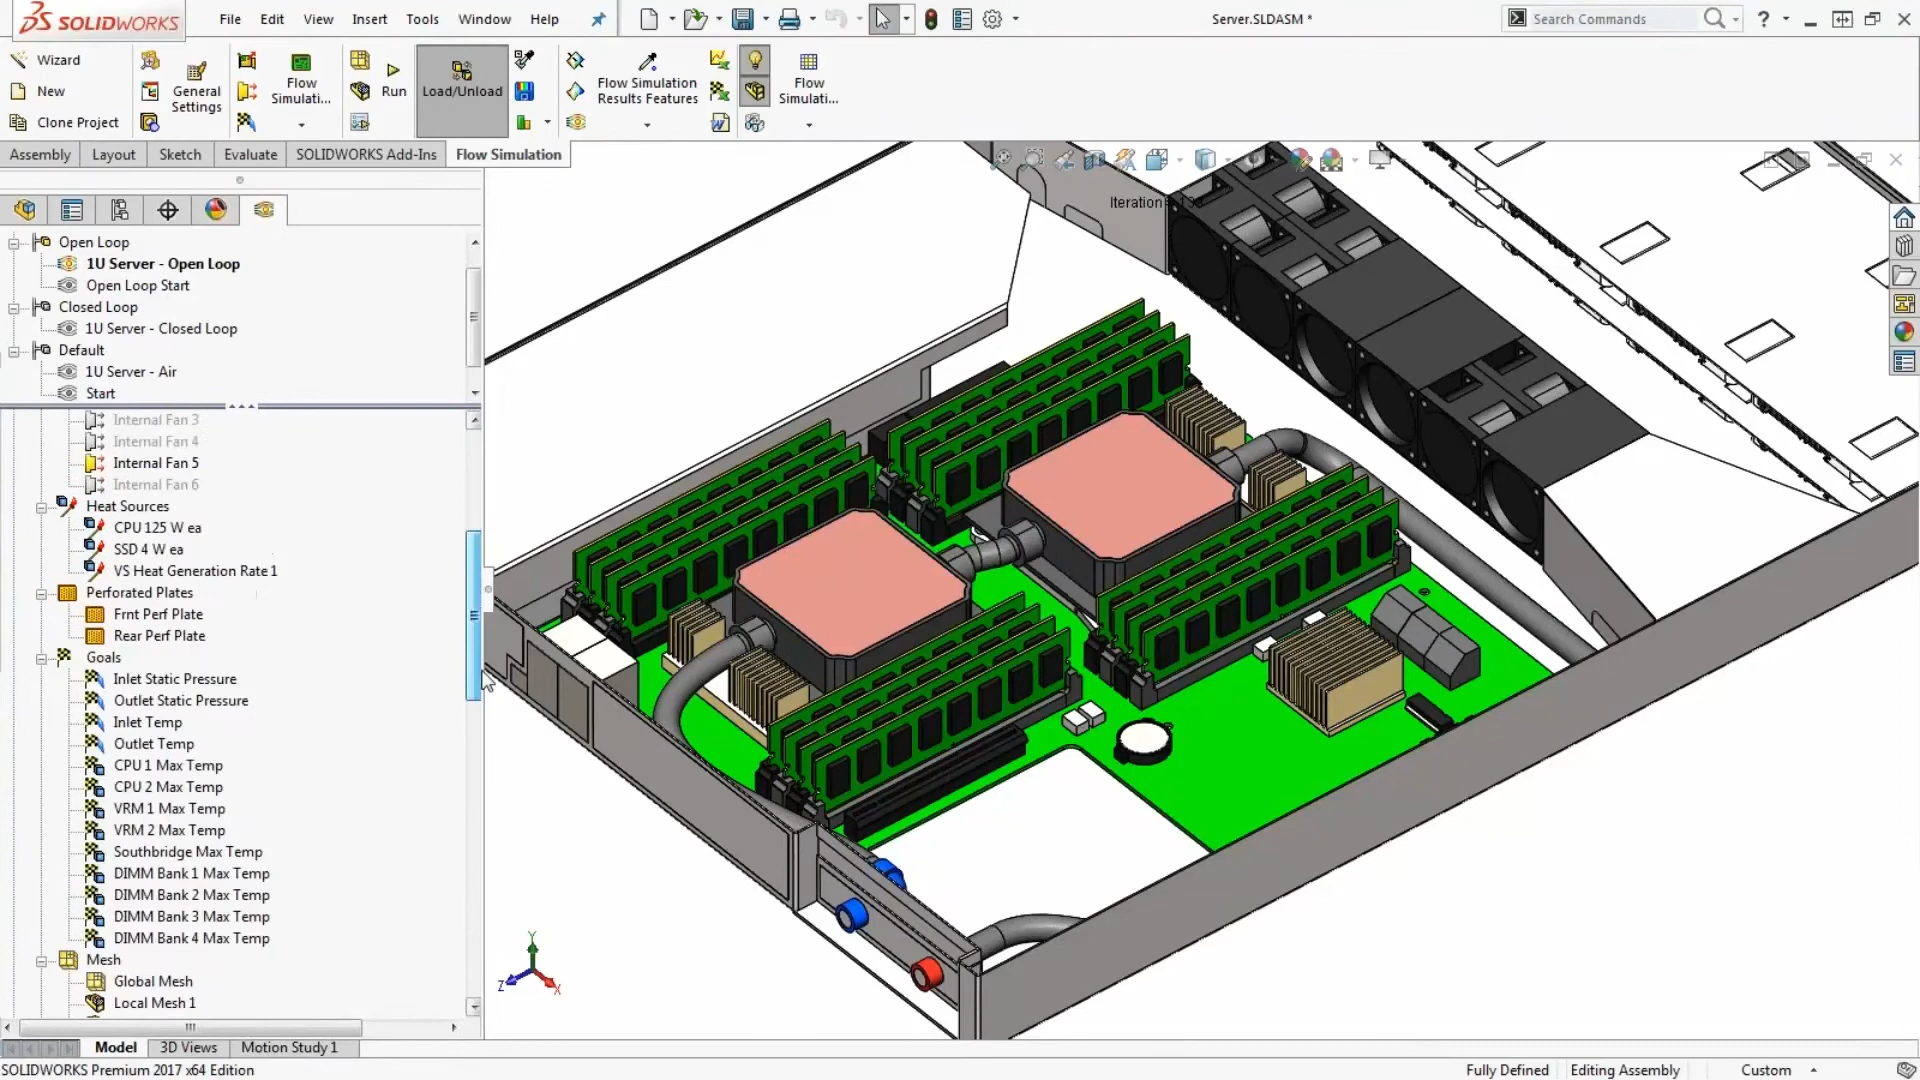 SOLIDWORKS
File Edit View Insert Tools Window Help
Server.SLDASM *
Search Commands
Wizard
New
Clone Project
General
Settings
Flow
Simulati...
Run
Load/Unload
Flow Simulation
Results Features
Flow
Simulati...
Assembly Layout Sketch Evaluate SOLIDWORKS Add-Ins Flow Simulation
Open Loop
1U Server - Open Loop
Open Loop Start
Closed Loop
1U Server - Closed Loop
Default
1U Server - Air
Start
Internal Fan 3
Internal Fan 4
Internal Fan 5
Internal Fan 6
Heat Sources
CPU 125 W ea
SSD 4 W ea
VS Heat Generation Rate 1
Perforated Plates
Frnt Perf Plate
Rear Perf Plate
Goals
Inlet Static Pressure
Outlet Static Pressure
Inlet Temp
Outlet Temp
CPU 1 Max Temp
CPU 2 Max Temp
VRM 1 Max Temp
VRM 2 Max Temp
Southbridge Max Temp
DIMM Bank 1 Max Temp
DIMM Bank 2 Max Temp
DIMM Bank 3 Max Temp
DIMM Bank 4 Max Temp
Mesh
Global Mesh
Local Mesh 1
Iteration
Y
Z
X
Model 3D Views Motion Study 1
SOLIDWORKS Premium 2017 x64 Edition
Fully Defined Editing Assembly Custom